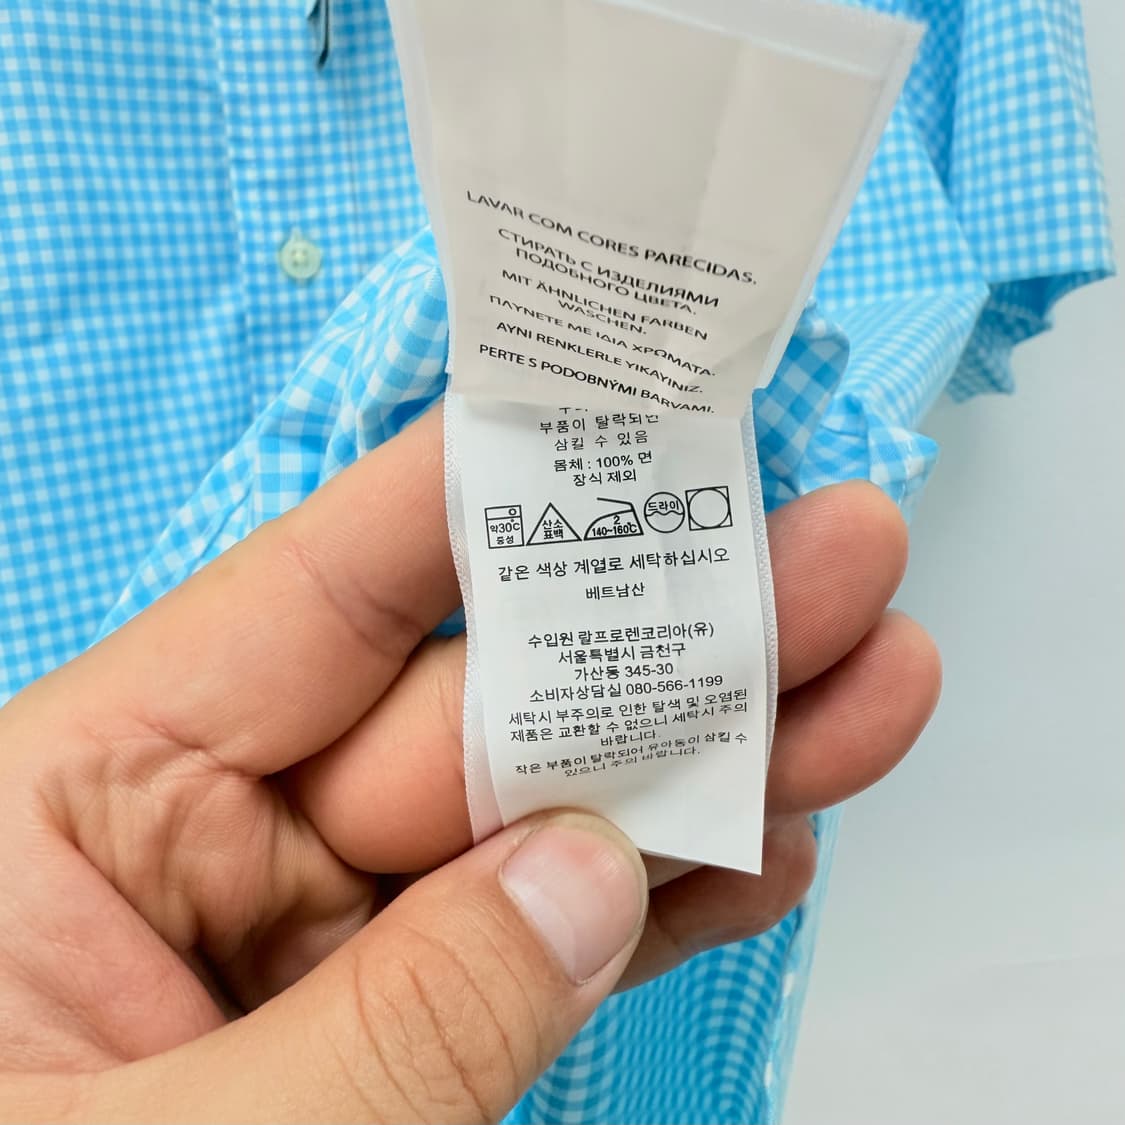 LAVAR COM CORES PARECIDAS.
СТИРАТЬ С ИЗДЕЛИЯМИ
ПОДОБНОГО ЦВЕТА.
MIT ÄHNLICHEN FARBEN
WASCHEN.
ΠΛΥΝΕΤΕ ΜΕ ΙΔΙΑ ΧΡΩΜΑΤΑ.
AYNI RENKLERLE YIKAYINIZ.
PERTE S PODOBNÝMI BARVAMI.
부품이 탈락되면
삼킬 수 있음
몸체 : 100% 면
장식 제외
약30℃
중성
산소
표백
2
140~160℃
드라이
같은 색상 계열로 세탁하십시오
베트남산
수입원 랄프로렌코리아(유)
서울특별시 금천구
가산동 345-30
소비자상담실 080-566-1199
세탁시 부주의로 인한 탈색 및 오염된
제품은 교환할 수 없으니 세탁시 주의
바랍니다.
작은 부품이 탈락되어 유아동이 삼킬 수
있으니 주의 바랍니다.